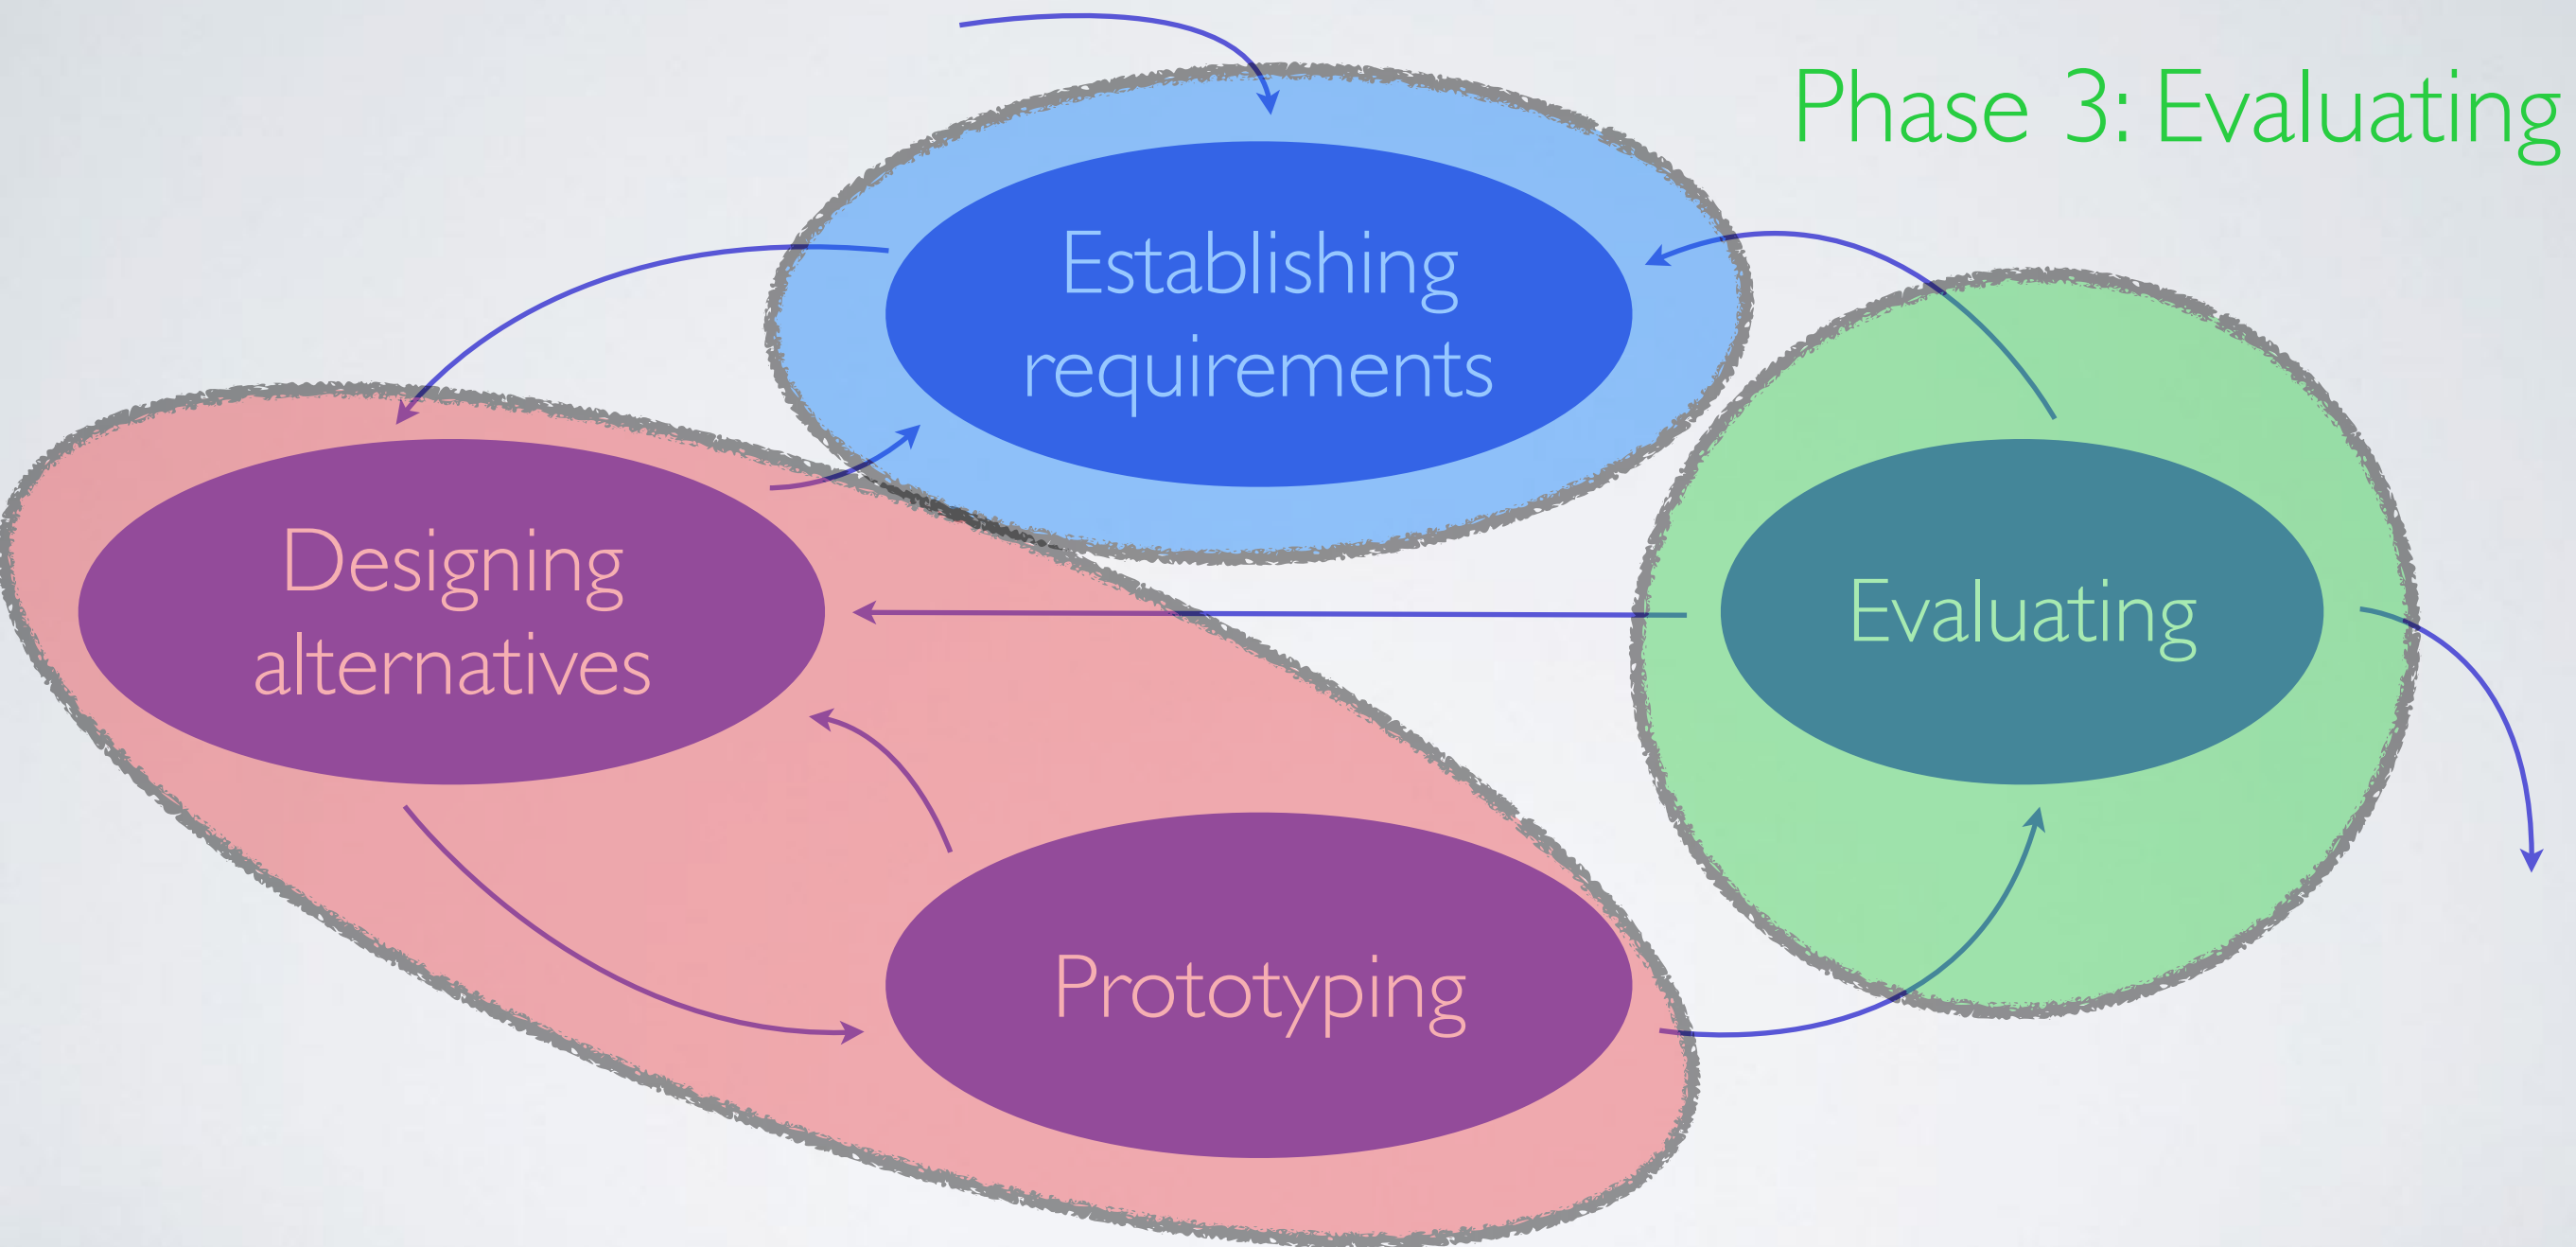 Phase 3: Evaluating
Establishing
requirements
Designing
alternatives
Evaluating
Prototyping